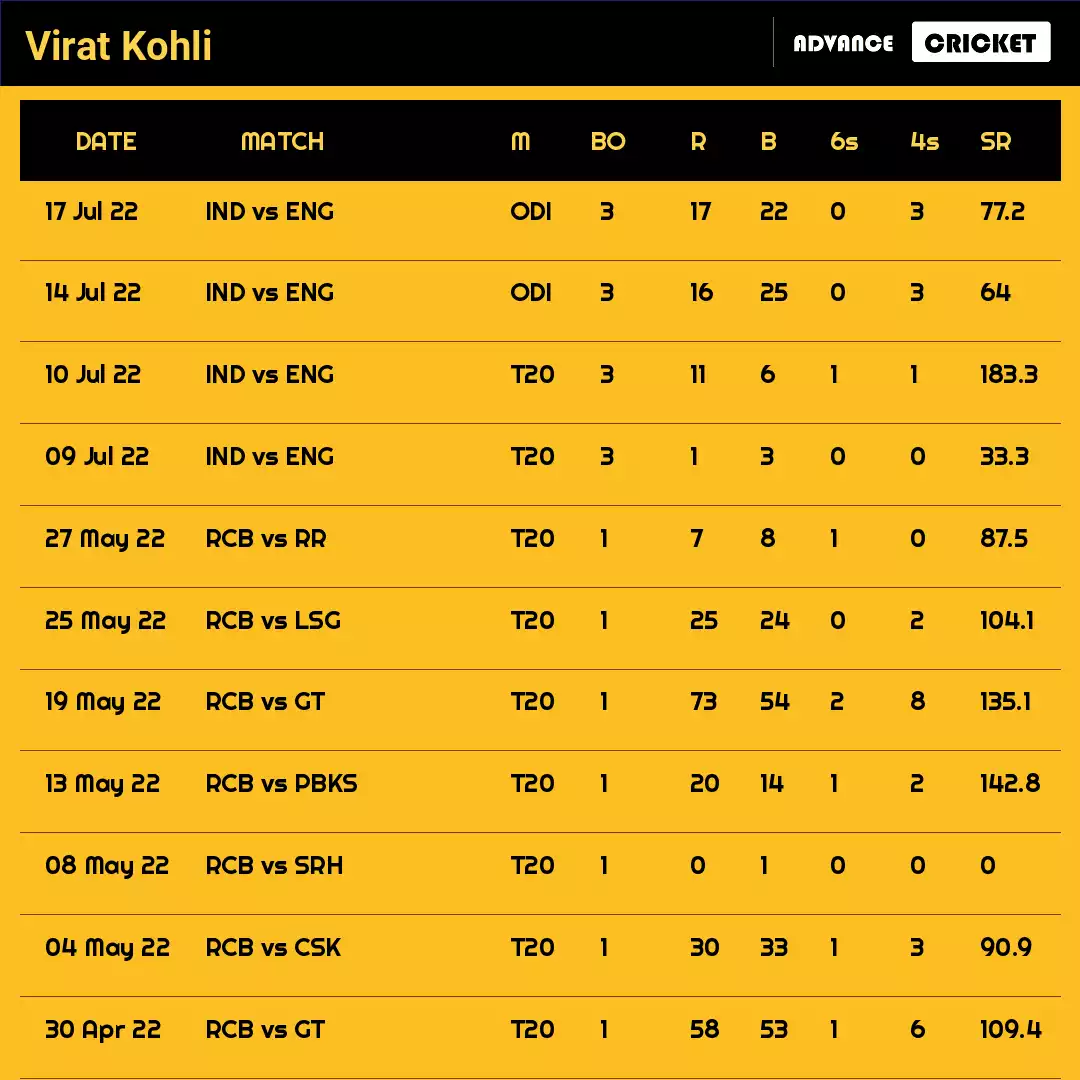 Virat Kohli ADVANCE CRICKET
DATE MATCH M BO R B 6s 4s SR
17 Jul 22 IND vs ENG ODI 3 17 22 0 3 77.2
14 Jul 22 IND vs ENG ODI 3 16 25 0 3 64
10 Jul 22 IND vs ENG T20 3 11 6 1 1 183.3
09 Jul 22 IND vs ENG T20 3 1 3 0 0 33.3
27 May 22 RCB vs RR T20 1 7 8 1 0 87.5
25 May 22 RCB vs LSG T20 1 25 24 0 2 104.1
19 May 22 RCB vs GT T20 1 73 54 2 8 135.1
13 May 22 RCB vs PBKS T20 1 20 14 1 2 142.8
08 May 22 RCB vs SRH T20 1 0 1 0 0 0
04 May 22 RCB vs CSK T20 1 30 33 1 3 90.9
30 Apr 22 RCB vs GT T20 1 58 53 1 6 109.4